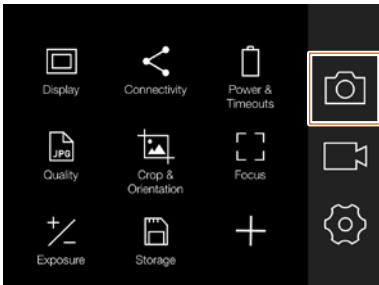 Display
Connectivity
Power &
Timeouts
JPG
Quality
Crop &
Orientation
Focus
Exposure
Storage